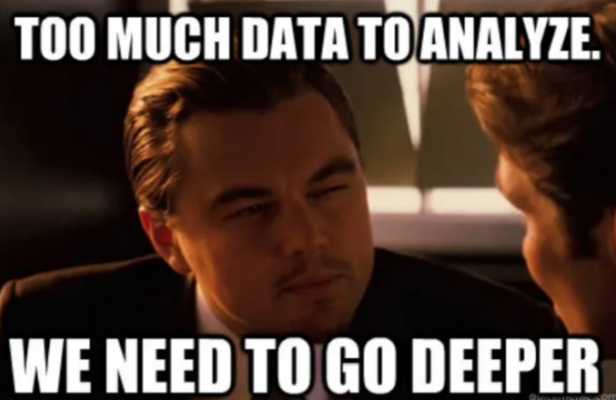 TOO MUCH DATA TO ANALYZE.
WE NEED TO GO DEEPER